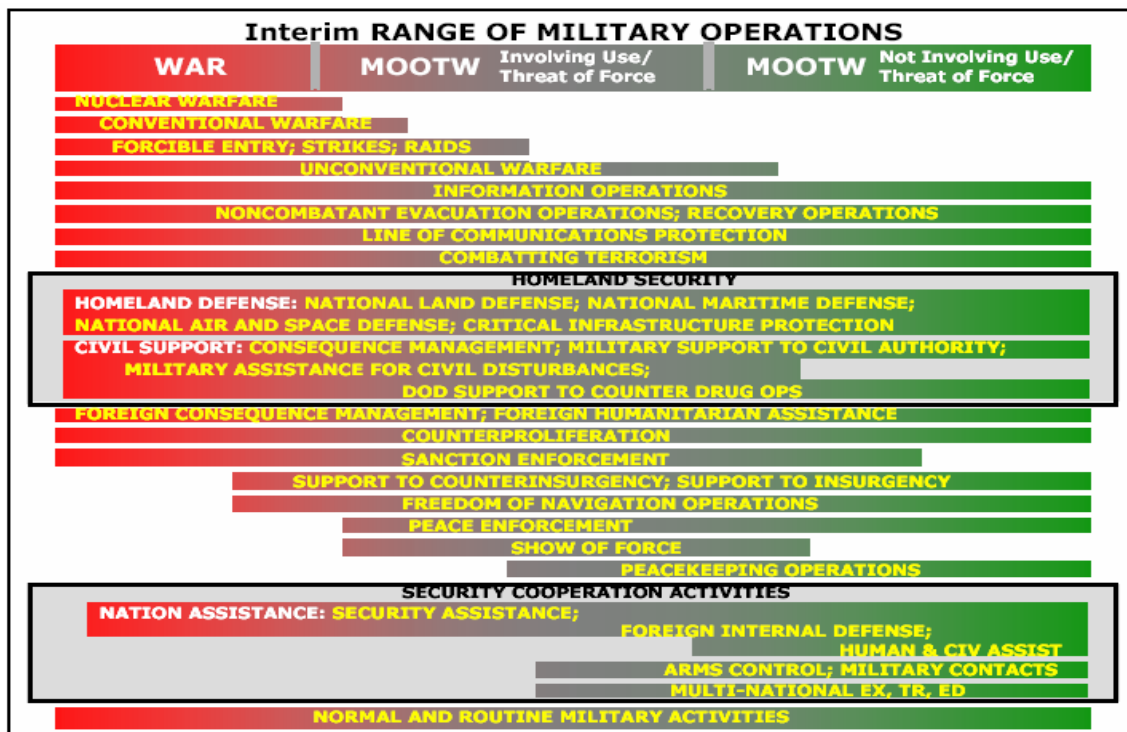 Interim RANGE OF MILITARY OPERATIONS
WAR
MOOTW Involving Use/
Threat of Force
MOOTW Not Involving Use/
Threat of Force
NUCLEAR WARFARE
CONVENTIONAL WARFARE
FORCIBLE ENTRY; STRIKES; RAIDS
UNCONVENTIONAL WARFARE
INFORMATION OPERATIONS
NONCOMBATANT EVACUATION OPERATIONS; RECOVERY OPERATIONS
LINE OF COMMUNICATIONS PROTECTION
COMBATTING TERRORISM
HOMELAND SECURITY
HOMELAND DEFENSE: NATIONAL LAND DEFENSE; NATIONAL MARITIME DEFENSE;
NATIONAL AIR AND SPACE DEFENSE; CRITICAL INFRASTRUCTURE PROTECTION
CIVIL SUPPORT: CONSEQUENCE MANAGEMENT; MILITARY SUPPORT TO CIVIL AUTHORITY;
MILITARY ASSISTANCE FOR CIVIL DISTURBANCES;
DOD SUPPORT TO COUNTER DRUG OPS
FOREIGN CONSEQUENCE MANAGEMENT; FOREIGN HUMANITARIAN ASSISTANCE
COUNTERPROLIFERATION
SANCTION ENFORCEMENT
SUPPORT TO COUNTERINSURGENCY; SUPPORT TO INSURGENCY
FREEDOM OF NAVIGATION OPERATIONS
PEACE ENFORCEMENT
SHOW OF FORCE
PEACEKEEPING OPERATIONS
SECURITY COOPERATION ACTIVITIES
NATION ASSISTANCE: SECURITY ASSISTANCE;
FOREIGN INTERNAL DEFENSE;
HUMAN & CIV ASSIST
ARMS CONTROL; MILITARY CONTACTS
MULTI-NATIONAL EX, TR, ED
NORMAL AND ROUTINE MILITARY ACTIVITIES